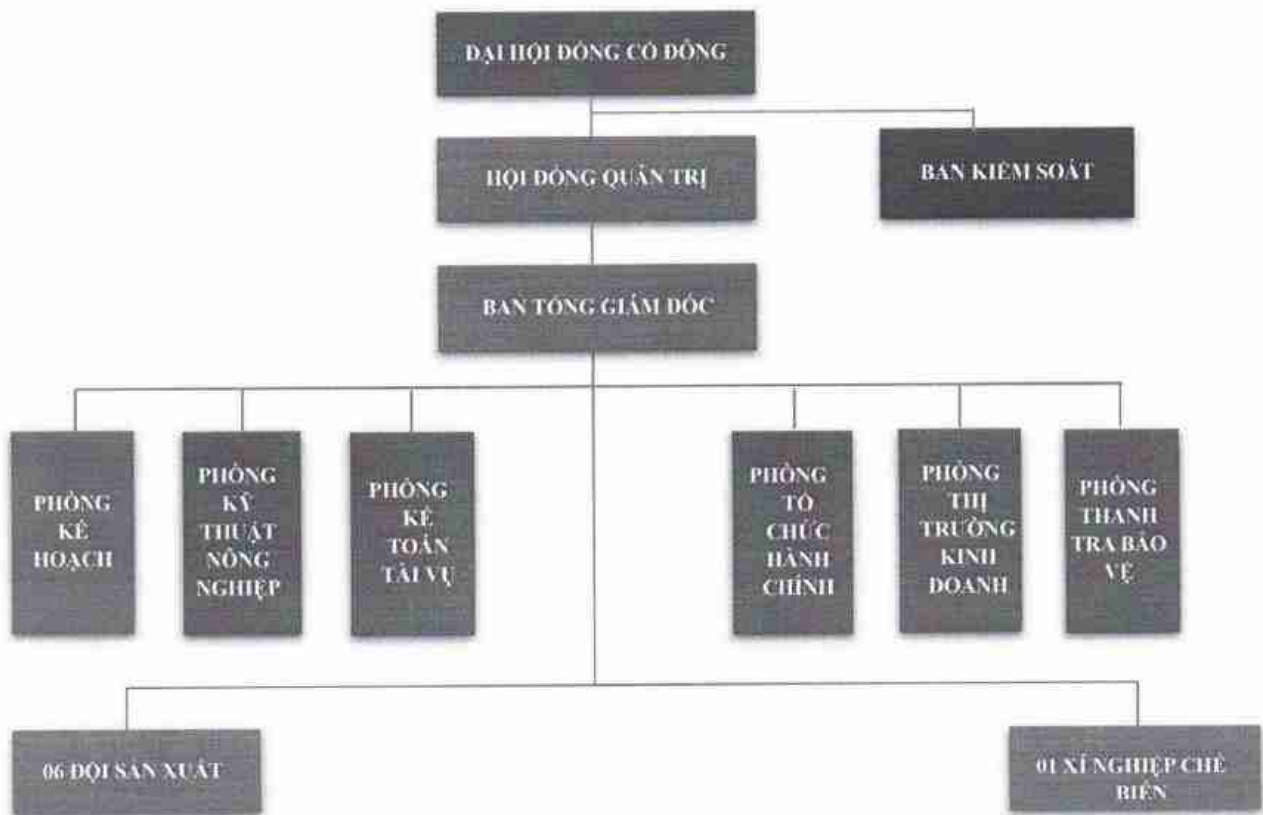 ĐẠI HỘI ĐỒNG CỔ ĐÔNG
HỘI ĐỒNG QUẢN TRỊ
BAN KIỂM SOÁT
BAN TỔNG GIÁM ĐỐC
PHÒNG
KẾ
HOẠCH
PHÒNG
KỸ
THUẬT
NÔNG
NGHIỆP
PHÒNG
KẾ
TOÁN
TÀI VỤ
PHÒNG
TỔ
CHỨC
HÀNH
CHÍNH
PHÒNG
THỊ
TRƯỜNG
KINH
DOANH
PHÒNG
THANH
TRA BẢO
VỆ
06 ĐỘI SẢN XUẤT
01 XÍ NGHIỆP CHẾ
BIẾN